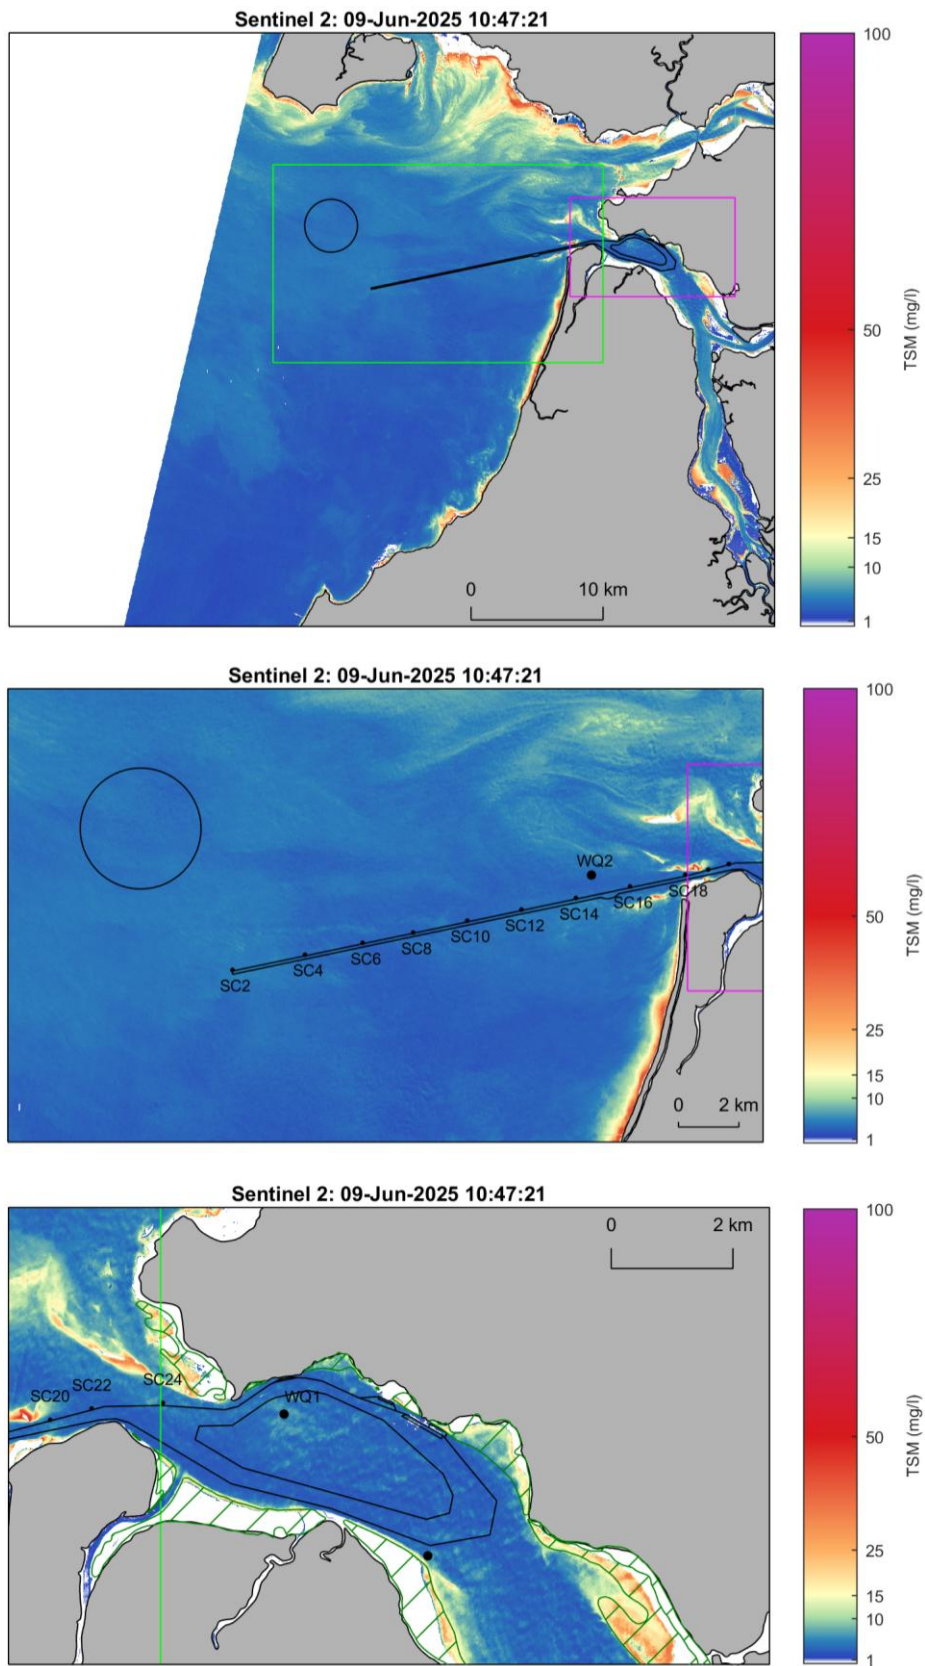 Sentinel 2: 09-Jun-2025 10:47:21
100
50
25
15
10
1
TSM (mg/l)
0 10 km
Sentinel 2: 09-Jun-2025 10:47:21
WQ2
SC18
SC16
SC14
SC12
SC10
SC8
SC6
SC4
SC2
0 2 km
100
50
25
15
10
1
TSM (mg/l)
Sentinel 2: 09-Jun-2025 10:47:21
0 2 km
SC24
SC22
SC20
WQ1
100
50
25
15
10
1
TSM (mg/l)